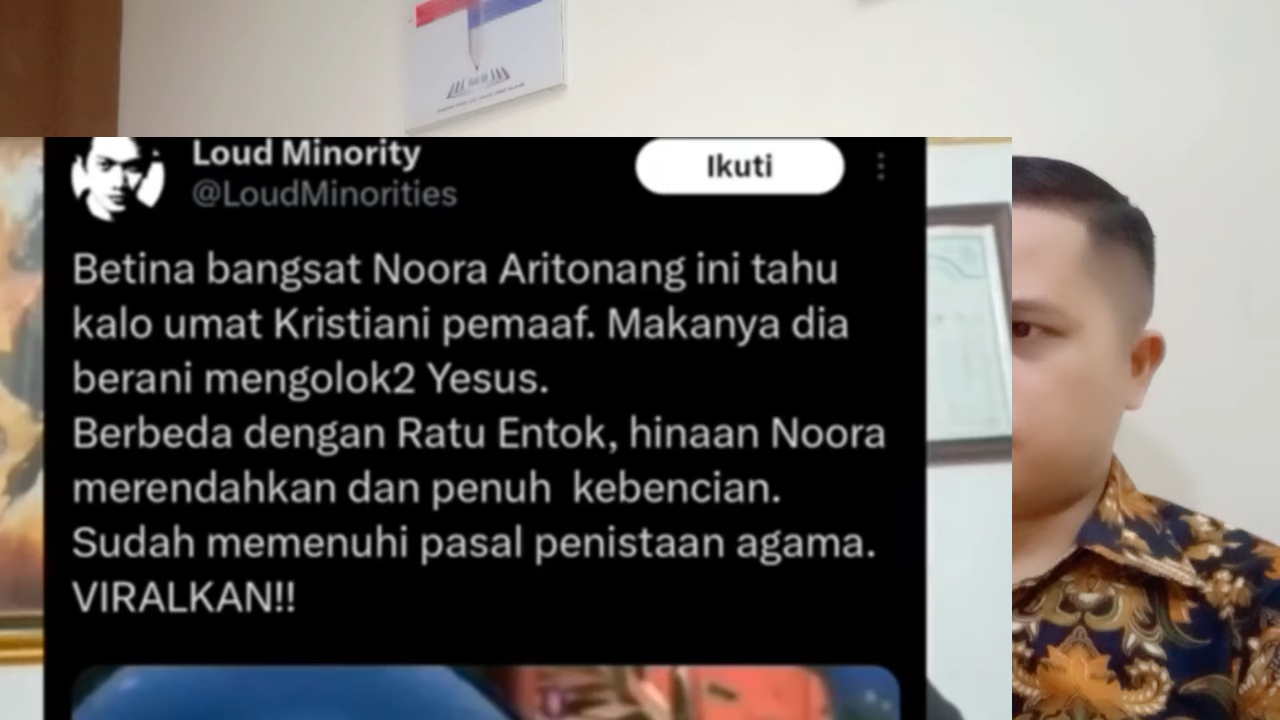 Loud Minority
@LoudMinorities
Ikuti
Betina bangsat Noora Aritonang ini tahu
kalo umat Kristiani pemaaf. Makanya dia
berani mengolok2 Yesus.
Berbeda dengan Ratu Entok, hinaan Noora
merendahkan dan penuh kebencian.
Sudah memenuhi pasal penistaan agama.
VIRALKAN!!